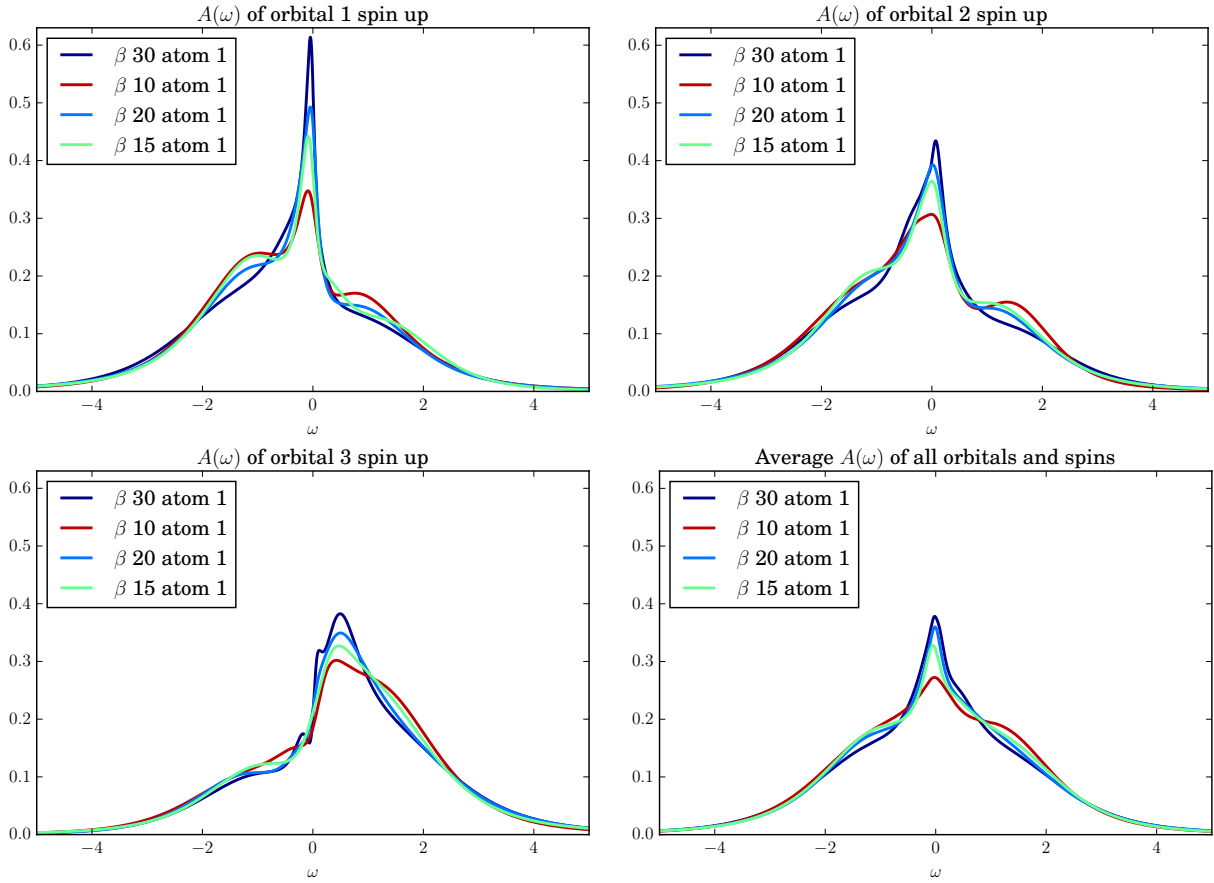 A(ω) of orbital 1 spin up
0.6
0.5
0.4
0.3
0.2
0.1
0.0
β 30 atom 1
β 10 atom 1
β 20 atom 1
β 15 atom 1
−4 −2 0 2 4
ω
A(ω) of orbital 2 spin up
0.6
0.5
0.4
0.3
0.2
0.1
0.0
β 30 atom 1
β 10 atom 1
β 20 atom 1
β 15 atom 1
−4 −2 0 2 4
ω
A(ω) of orbital 3 spin up
0.6
0.5
0.4
0.3
0.2
0.1
0.0
β 30 atom 1
β 10 atom 1
β 20 atom 1
β 15 atom 1
−4 −2 0 2 4
ω
Average A(ω) of all orbitals and spins
0.6
0.5
0.4
0.3
0.2
0.1
0.0
β 30 atom 1
β 10 atom 1
β 20 atom 1
β 15 atom 1
−4 −2 0 2 4
ω